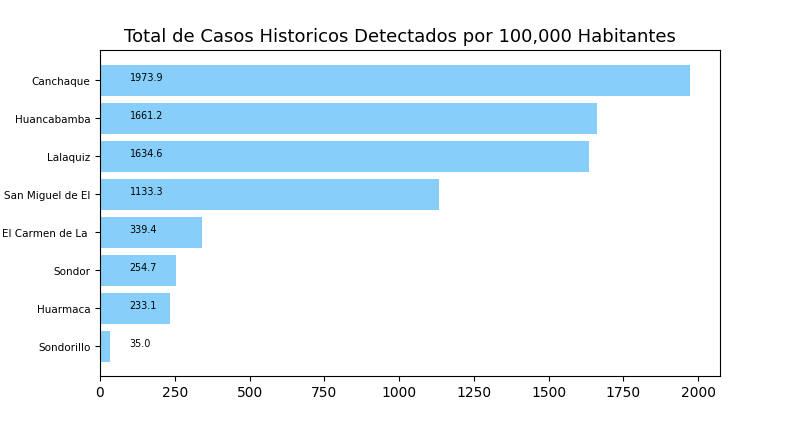 Total de Casos Historicos Detectados por 100,000 Habitantes
Canchaque 1973.9
Huancabamba 1661.2
Lalaquiz 1634.6
San Miguel de El 1133.3
El Carmen de La 339.4
Sondor 254.7
Huarmaca 233.1
Sondorillo 35.0
0 250 500 750 1000 1250 1500 1750 2000